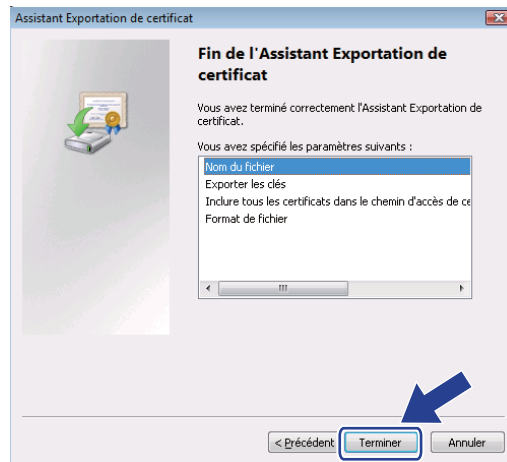 Assistant Exportation de certificat
Fin de l'Assistant Exportation de
certificat
Vous avez terminé correctement l'Assistant Exportation de
certificat.
Vous avez spécifié les paramètres suivants :
Nom du fichier
Exporter les clés
Inclure tous les certificats dans le chemin d'accès de ce
Format de fichier
< Précédent Terminer Annuler